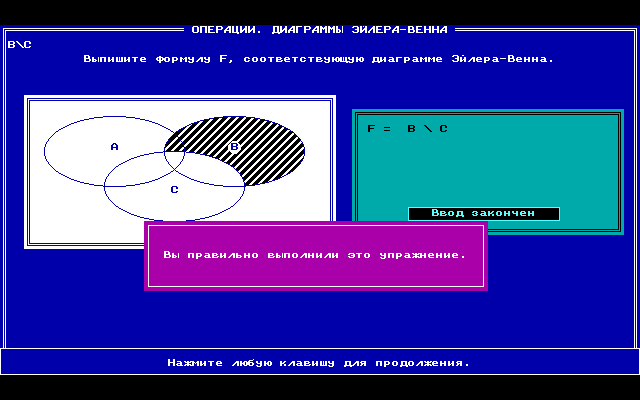 ОПЕРАЦИИ. ДИАГРАММЫ ЭЙЛЕРА-ВЕННА
B\C
Выпишите формулу F, соответствующую диаграмме Эйлера-Венна.
A
B
C
F = B \ C
Ввод закончен
Вы правильно выполнили это упражнение.
Нажмите любую клавишу для продолжения.